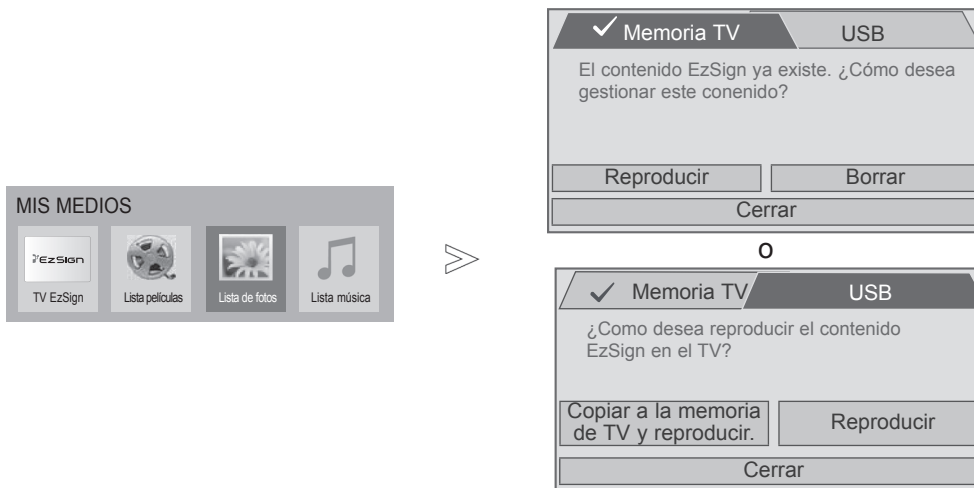 MIS MEDIOS
EzSign
TV EzSign
Lista películas
Lista de fotos
Lista música
Memoria TV
USB
El contenido EzSign ya existe. ¿Cómo desea
gestionar este conenido?
Reproducir
Borrar
Cerrar
o
Memoria TV
USB
¿Como desea reproducir el contenido
EzSign en el TV?
Copiar a la memoria
de TV y reproducir.
Reproducir
Cerrar